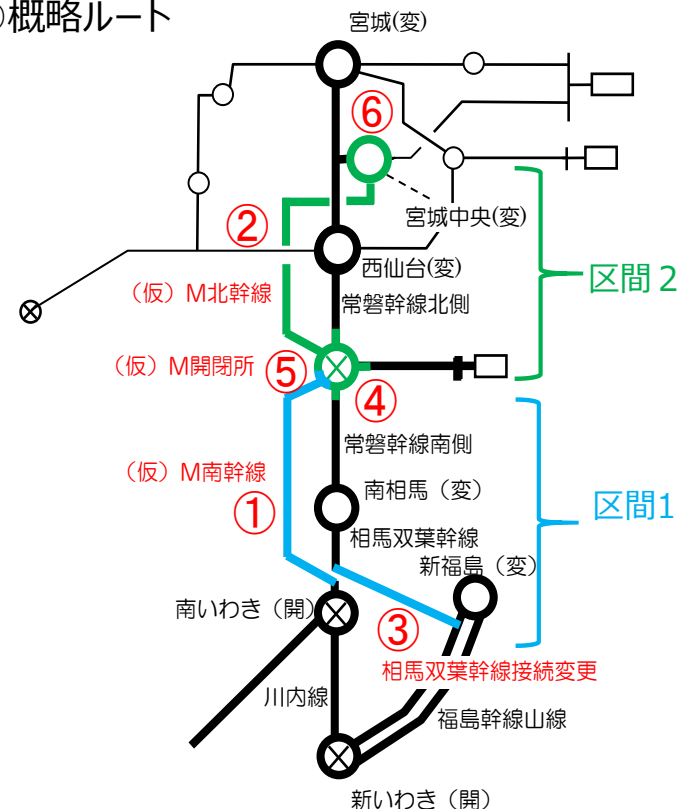 )概略ルート
宮城(変)
⑥
宮城中央(変)
②
西仙台(変)
区間２
（仮）Ｍ北幹線
常磐幹線北側
（仮）Ｍ開閉所
⑤
④
常磐幹線南側
（仮）Ｍ南幹線
南相馬（変）
①
区間1
相馬双葉幹線
新福島（変）
南いわき（開）
③
相馬双葉幹線接続変更
川内線
福島幹線山線
新いわき（開）